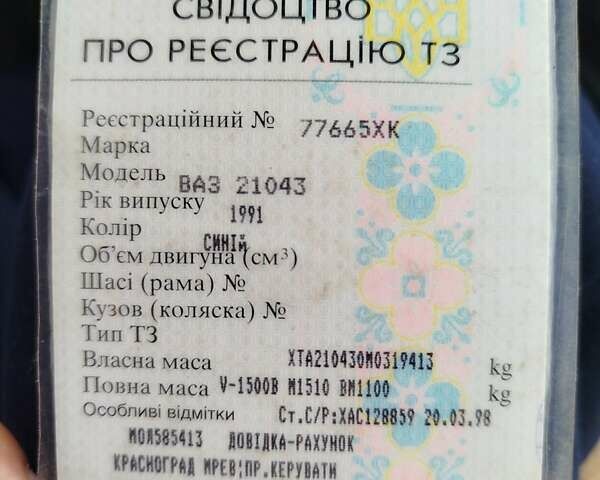 СВІДОЦТВО
ПРО РЕЄСТРАЦІЮ ТЗ
Реєстраційний № 77665ХК
Марка
Модель ВАЗ 21043
Рік випуску 1991
Колір СИНІЙ
Об'єм двигуна (см³)
Шасі (рама) №
Кузов (коляска) №
Тип ТЗ
Власна маса XTA210430M0319413 kg
Повна маса V-1500В М1510 ВМ1100 kg
Особливі відмітки Ст.С/Р:ХАС128859 20.03.98
МОЛ585413 ДОВІДКА-РАХУНОК
КРАСНОГРАД МРЕВ;ПР.КЕРУВАТИ